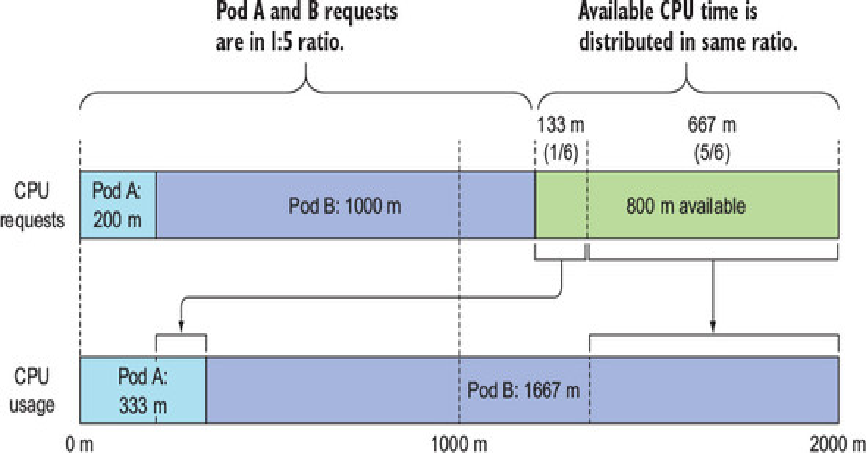 Pod A and B requests
are in 1:5 ratio.
Available CPU time is
distributed in same ratio.
133 m
(1/6)
667 m
(5/6)
CPU
requests
Pod A:
200 m
Pod B: 1000 m
800 m available
CPU
usage
Pod A:
333 m
Pod B: 1667 m
0 m
1000 m
2000 m